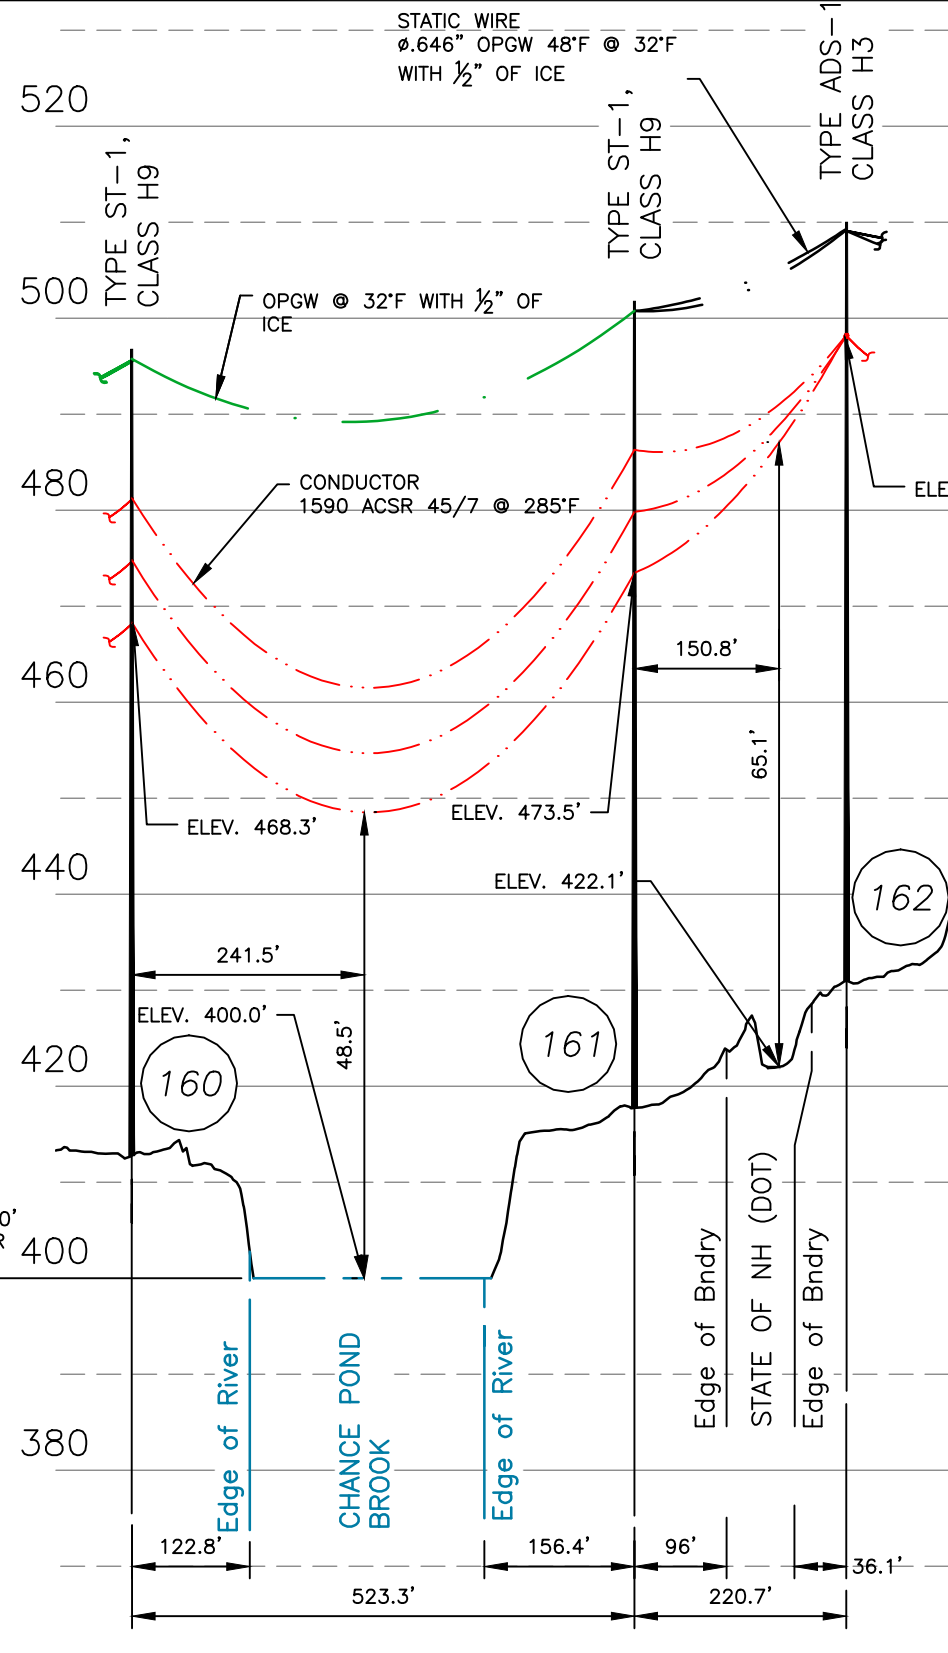 STATIC WIRE
Ø.646" OPGW 48°F @ 32°F
WITH ½" OF ICE
TYPE ST-1,
CLASS H9
TYPE ST-1,
CLASS H9
TYPE ADS-1
CLASS H3
520
500
480
460
440
420
400
380
OPGW @ 32°F WITH ½" OF
ICE
CONDUCTOR
1590 ACSR 45/7 @ 285°F
ELE
150.8'
65.1'
ELEV. 468.3'
ELEV. 473.5'
ELEV. 422.1'
162
241.5'
ELEV. 400.0'
48.5'
161
160
0'
R
Edge of River
CHANCE POND
BROOK
Edge of River
Edge of Bndry
STATE OF NH (DOT)
Edge of Bndry
122.8'
156.4'
96'
36.1'
523.3'
220.7'